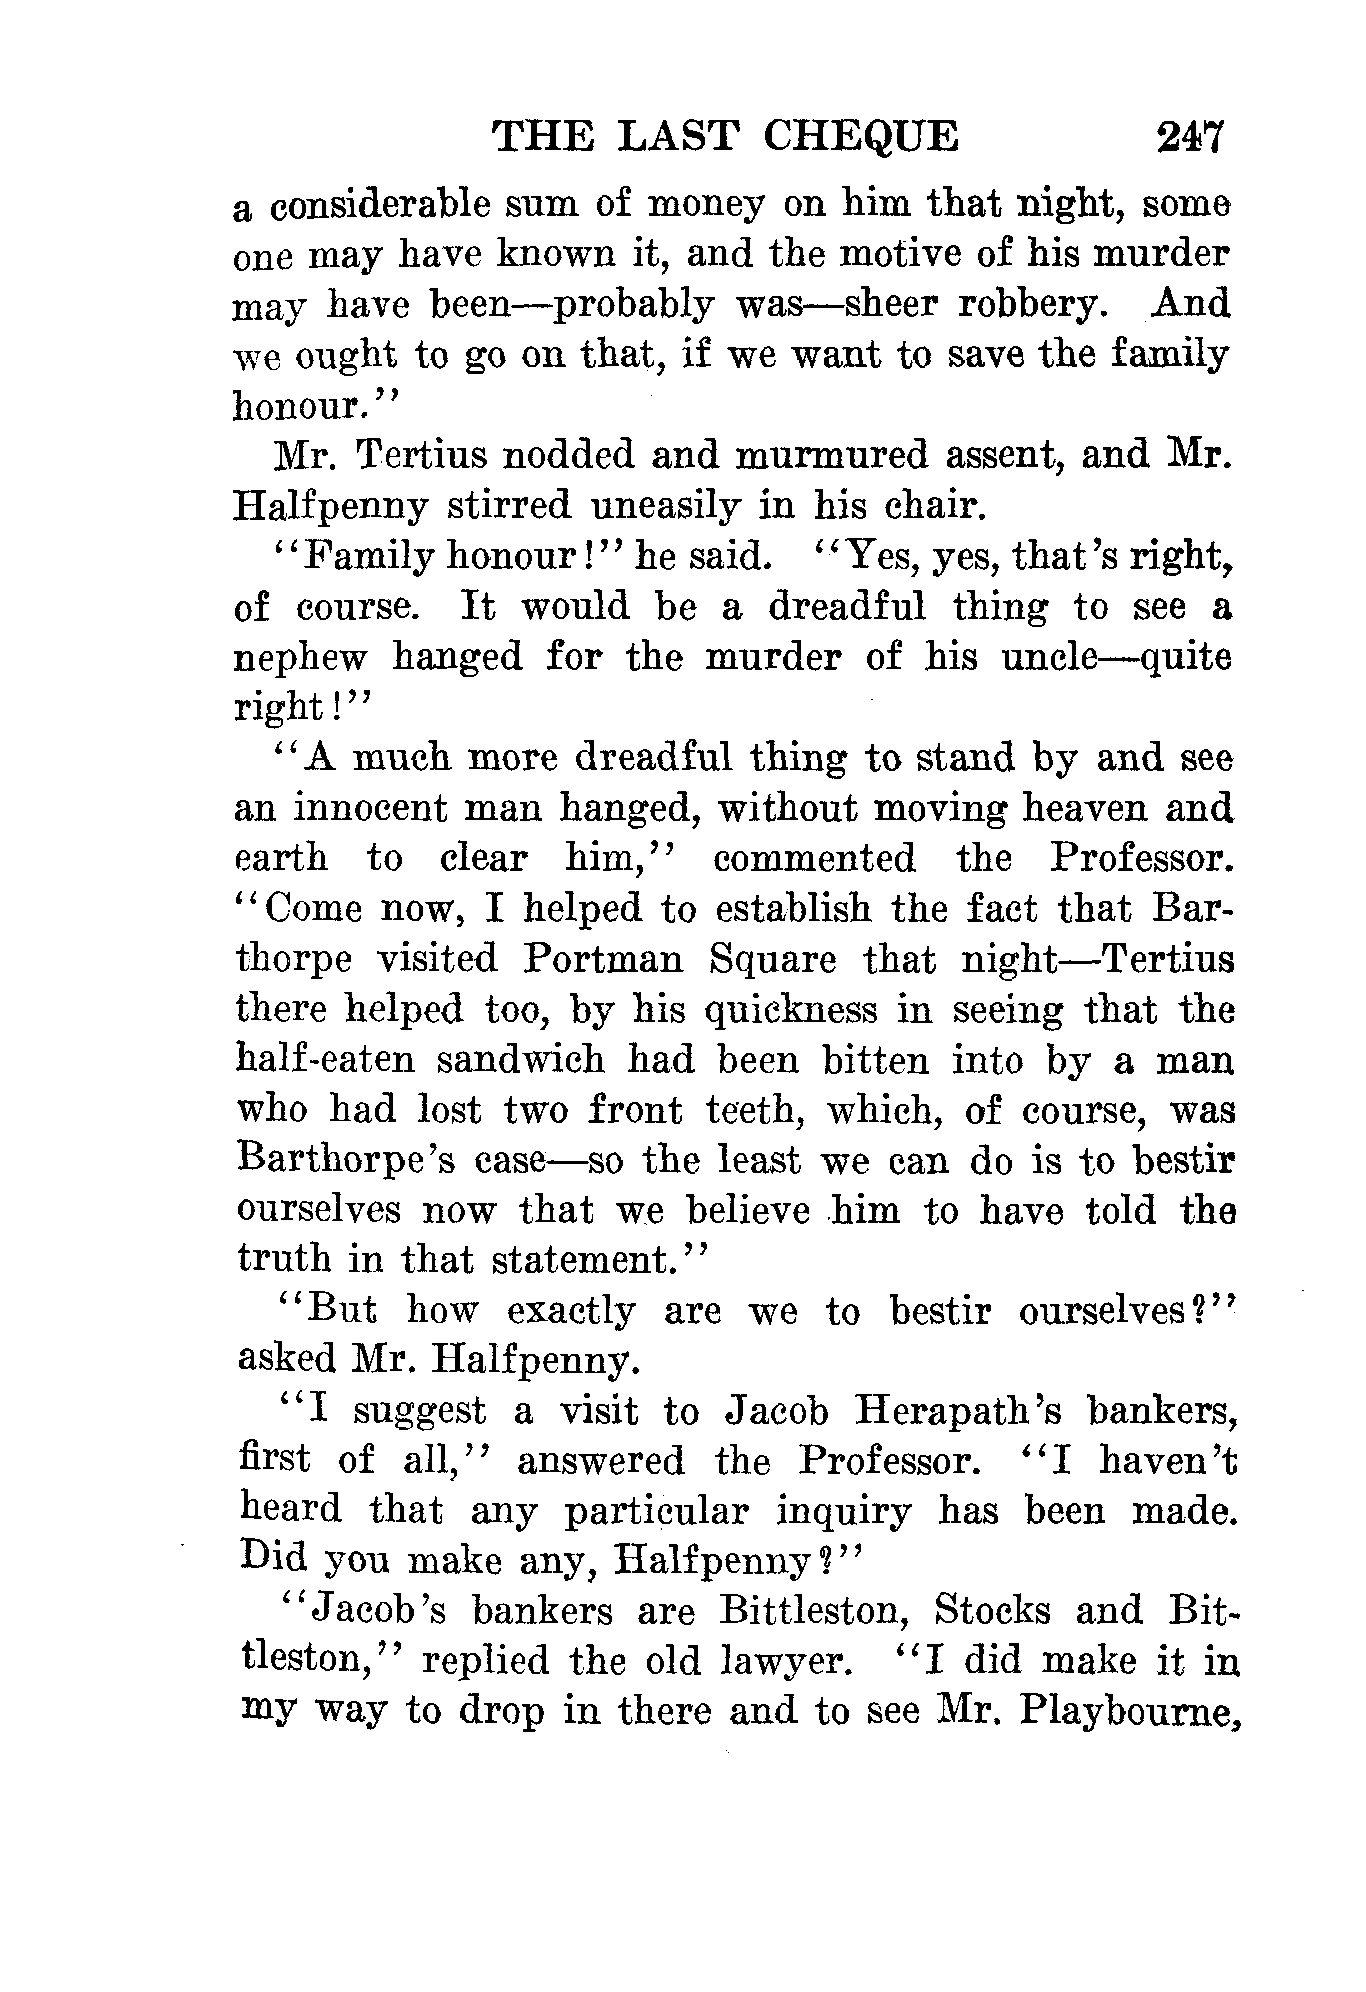 THE LAST CHEQUE 247
a considerable sum of money on him that night, some
one may have known it, and the motive of his murder
may have been—probably was—sheer robbery. And
we ought to go on that, if we want to save the family
honour."
Mr. Tertius nodded and murmured assent, and Mr.
Halfpenny stirred uneasily in his chair.
"Family honour!" he said. "Yes, yes, that's right,
of course. It would be a dreadful thing to see a
nephew hanged for the murder of his uncle—quite
right!"
"A much more dreadful thing to stand by and see
an innocent man hanged, without moving heaven and
earth to clear him," commented the Professor.
"Come now, I helped to establish the fact that Bar-
thorpe visited Portman Square that night—Tertius
there helped too, by his quickness in seeing that the
half-eaten sandwich had been bitten into by a man
who had lost two front teeth, which, of course, was
Barthorpe's case—so the least we can do is to bestir
ourselves now that we believe him to have told the
truth in that statement."
"But how exactly are we to bestir ourselves?"
asked Mr. Halfpenny.
"I suggest a visit to Jacob Herapath's bankers,
first of all," answered the Professor. "I haven't
heard that any particular inquiry has been made.
Did you make any, Halfpenny?"
"Jacob's bankers are Bittleston, Stocks and Bit-
tleston," replied the old lawyer. "I did make it in
my way to drop in there and to see Mr. Playbourne,